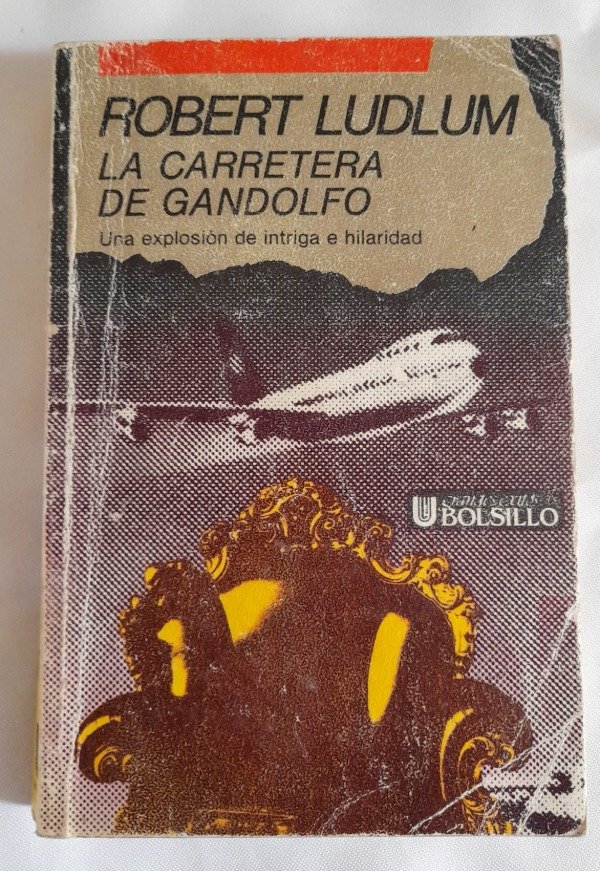 ROBERT LUDLUM
LA CARRETERA
DE GANDOLFO
Una explosión de intriga e hilaridad
U
BOLSILLO